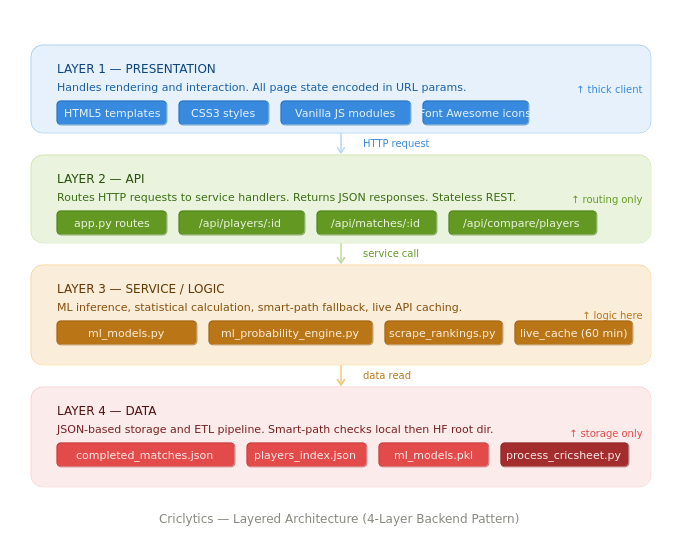 LAYER 1 — PRESENTATION
Handles rendering and interaction. All page state encoded in URL params.
↑ thick client
HTML5 templates
CSS3 styles
Vanilla JS modules
Font Awesome icons
HTTP request
LAYER 2 — API
Routes HTTP requests to service handlers. Returns JSON responses. Stateless REST.
↑ routing only
app.py routes
/api/players/:id
/api/matches/:id
/api/compare/players
service call
LAYER 3 — SERVICE / LOGIC
ML inference, statistical calculation, smart-path fallback, live API caching.
↑ logic here
ml_models.py
ml_probability_engine.py
scrape_rankings.py
live_cache (60 min)
data read
LAYER 4 — DATA
JSON-based storage and ETL pipeline. Smart-path checks local then HF root dir.
↑ storage only
completed_matches.json
players_index.json
ml_models.pkl
process_cricsheet.py
Criclytics — Layered Architecture (4-Layer Backend Pattern)